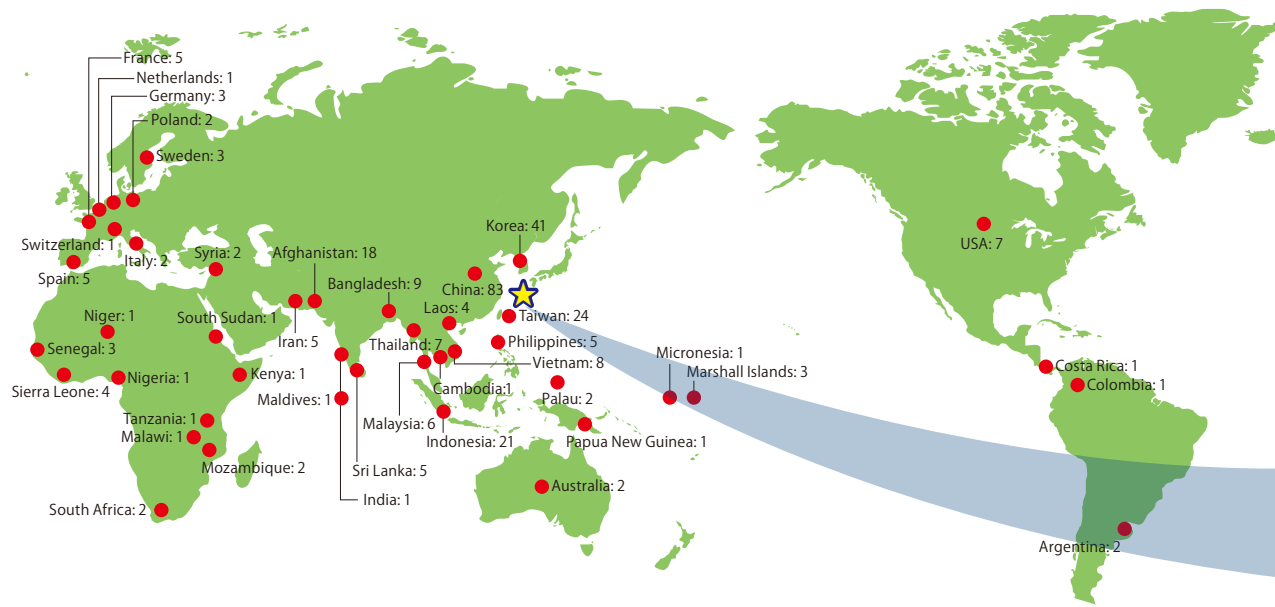 France: 5
Netherlands: 1
Germany: 3
Poland: 2
Sweden: 3
Switzerland: 1
Italy: 2
Spain: 5
Syria: 2
Afghanistan: 18
Korea: 41
USA: 7
China: 83
Bangladesh: 9
Laos: 4
Taiwan: 24
Niger: 1
South Sudan: 1
Iran: 5
Thailand: 7
Philippines: 5
Senegal: 3
Vietnam: 8
Micronesia: 1
Marshall Islands: 3
Costa Rica: 1
Nigeria: 1
Kenya: 1
Cambodia:1
Colombia: 1
Sierra Leone: 4
Maldives: 1
Palau: 2
Tanzania: 1
Malaysia: 6
Malawi: 1
Indonesia: 21
Papua New Guinea: 1
Mozambique: 2
Sri Lanka: 5
Australia: 2
India: 1
South Africa: 2
Argentina: 2